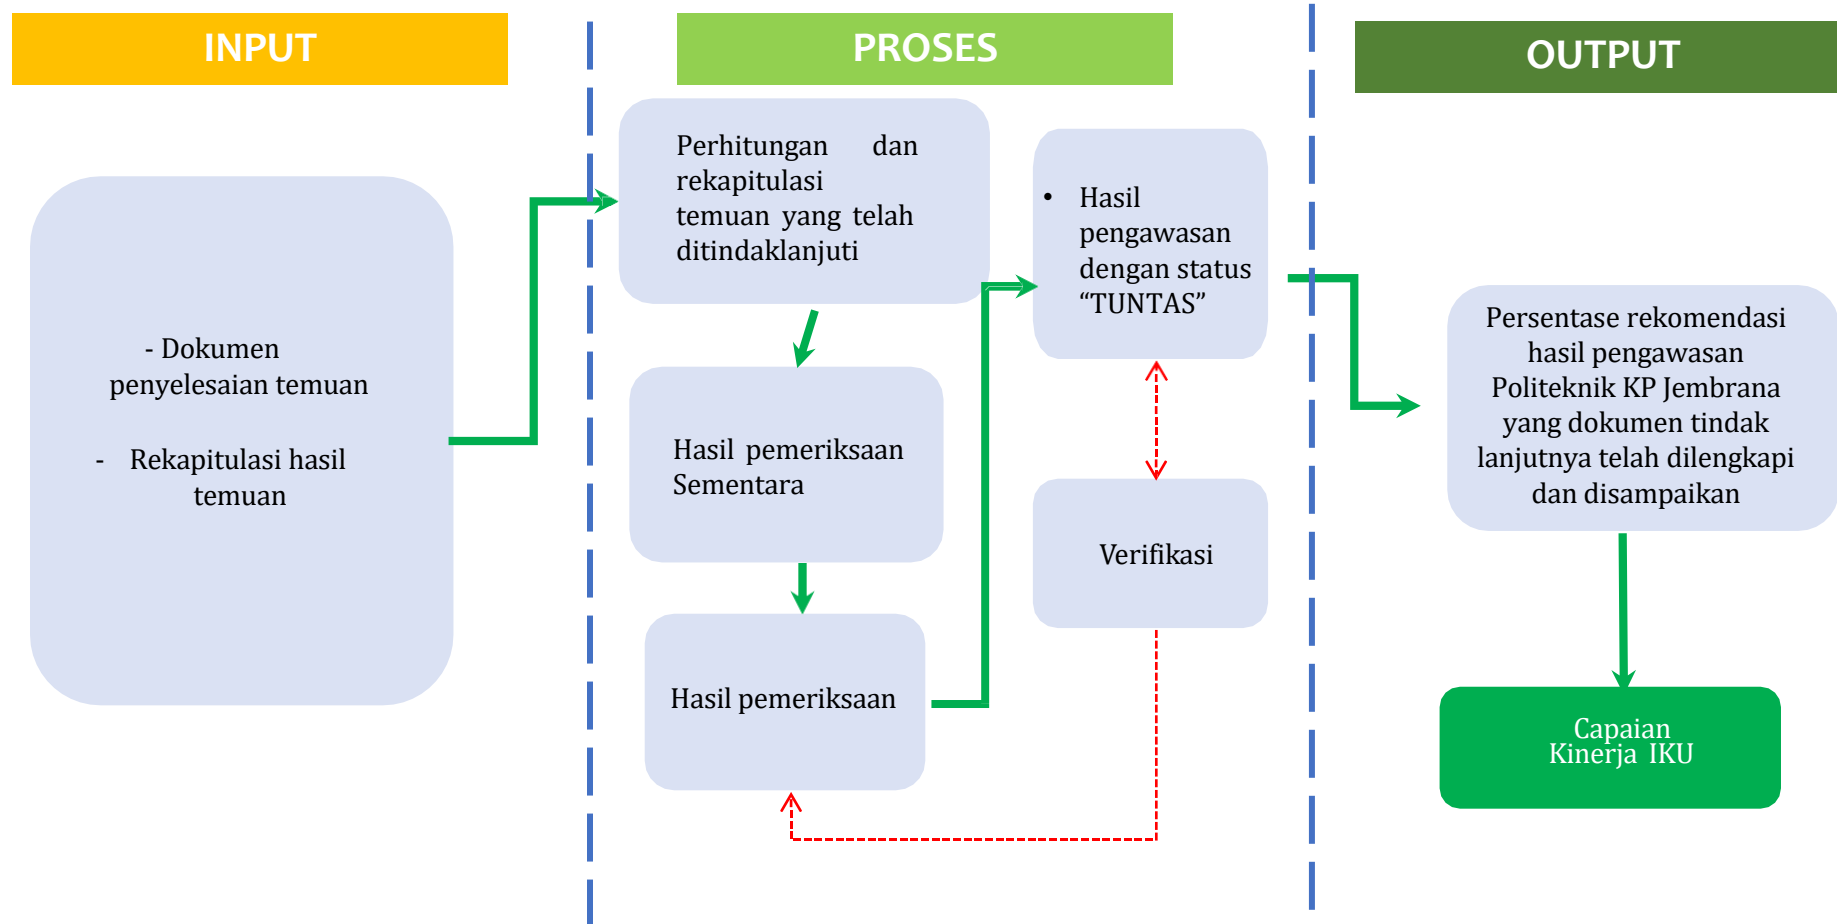 INPUT
PROSES
OUTPUT
- Dokumen
penyelesaian temuan
- Rekapitulasi hasil
temuan
Perhitungan dan
rekapitulasi
temuan yang telah
ditindaklanjuti
Hasil pemeriksaan
Sementara
Hasil pemeriksaan
• Hasil
pengawasan
dengan status
“TUNTAS”
Verifikasi
Persentase rekomendasi
hasil pengawasan
Politeknik KP Jembrana
yang dokumen tindak
lanjutnya telah dilengkapi
dan disampaikan
Capaian
Kinerja IKU